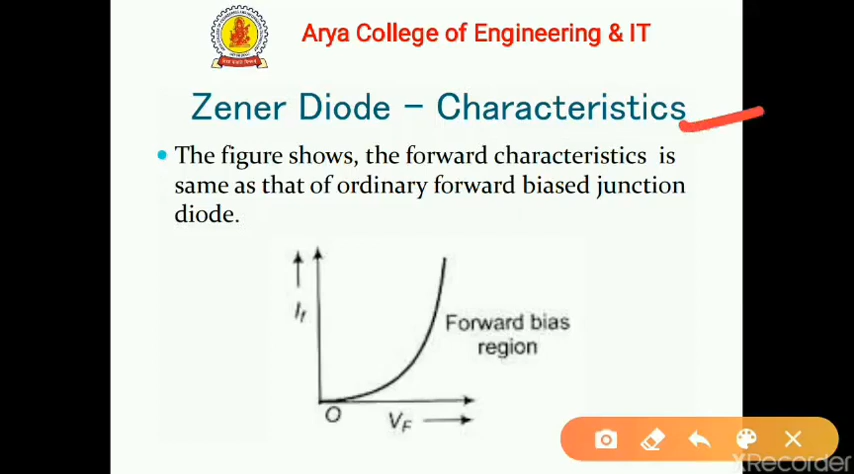 Arya College of Engineering & IT
Zener Diode – Characteristics
The figure shows, the forward characteristics is
same as that of ordinary forward biased junction
diode.
If
Forward bias
region
O
VF
XRecorder